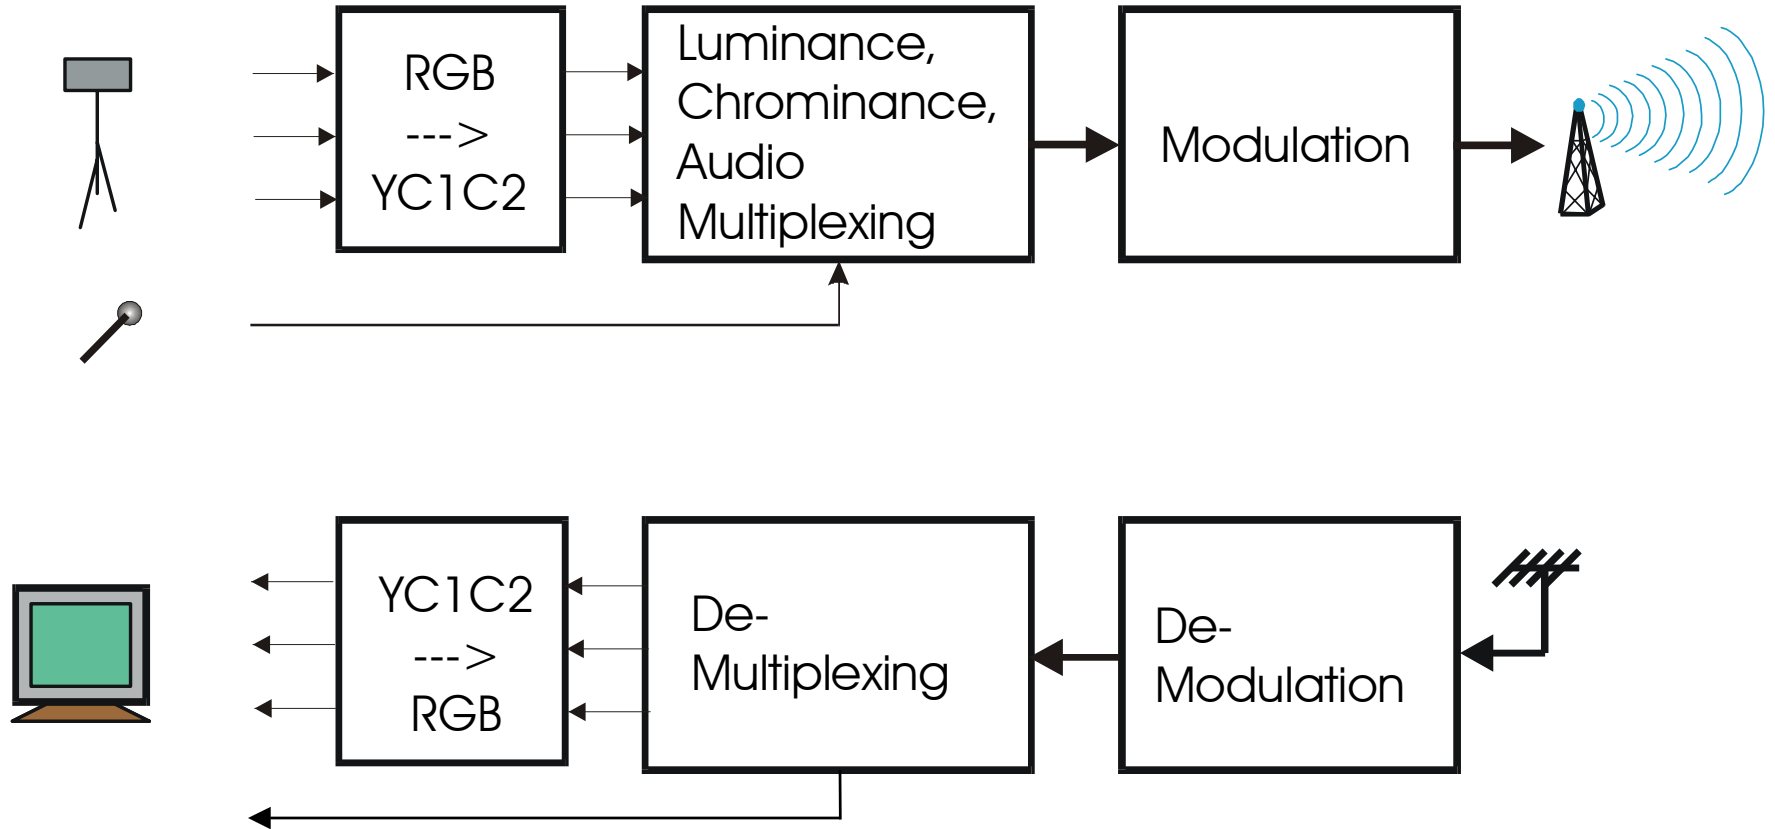 RGB
--->
YC1C2
Luminance,
Chrominance,
Audio
Multiplexing
Modulation
YC1C2
--->
RGB
De-
Multiplexing
De-
Modulation